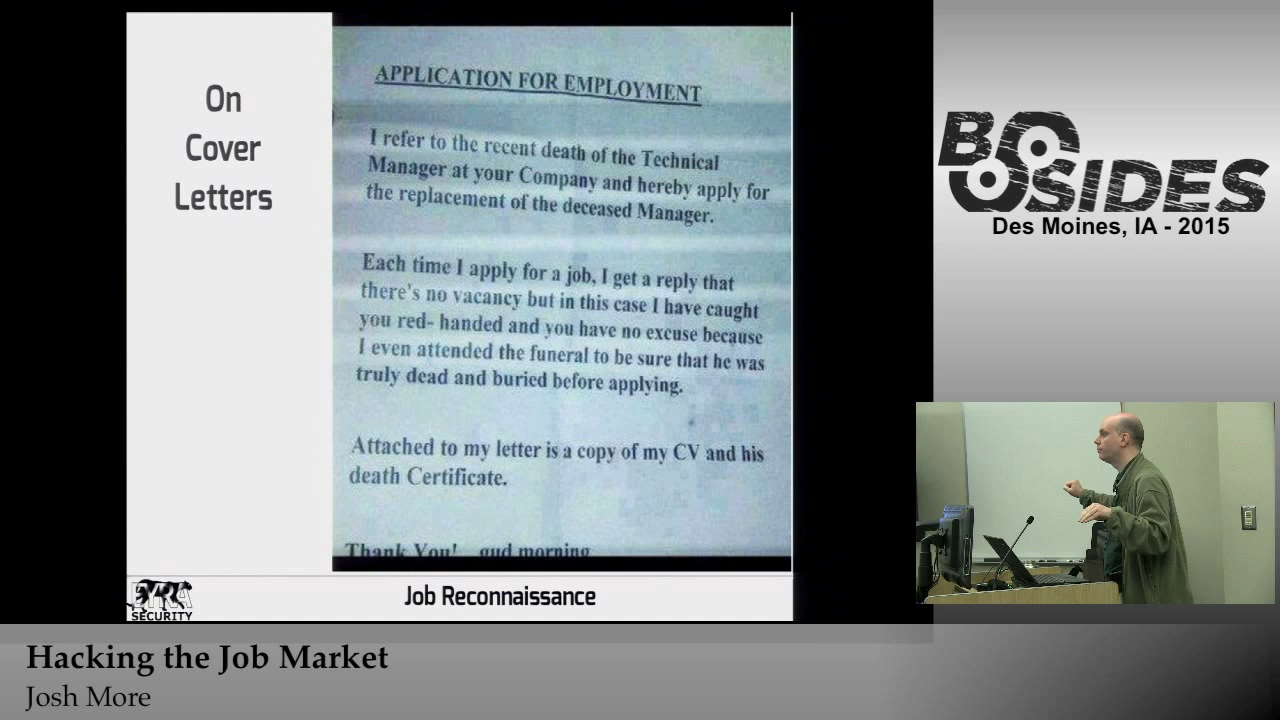 On
Cover
Letters
APPLICATION FOR EMPLOYMENT
I refer to the recent death of the Technical
Manager at your Company and hereby apply for
the replacement of the deceased Manager.
Each time I apply for a job, I get a reply that
there's no vacancy but in this case I have caught
you red- handed and you have no excuse because
I even attended the funeral to be sure that he was
truly dead and buried before applying.
Attached to my letter is a copy of my CV and his
death Certificate.
Thank You! gud morning
EYRA
SECURITY
Job Reconnaissance
BSIDES
Des Moines, IA - 2015
Hacking the Job Market
Josh More